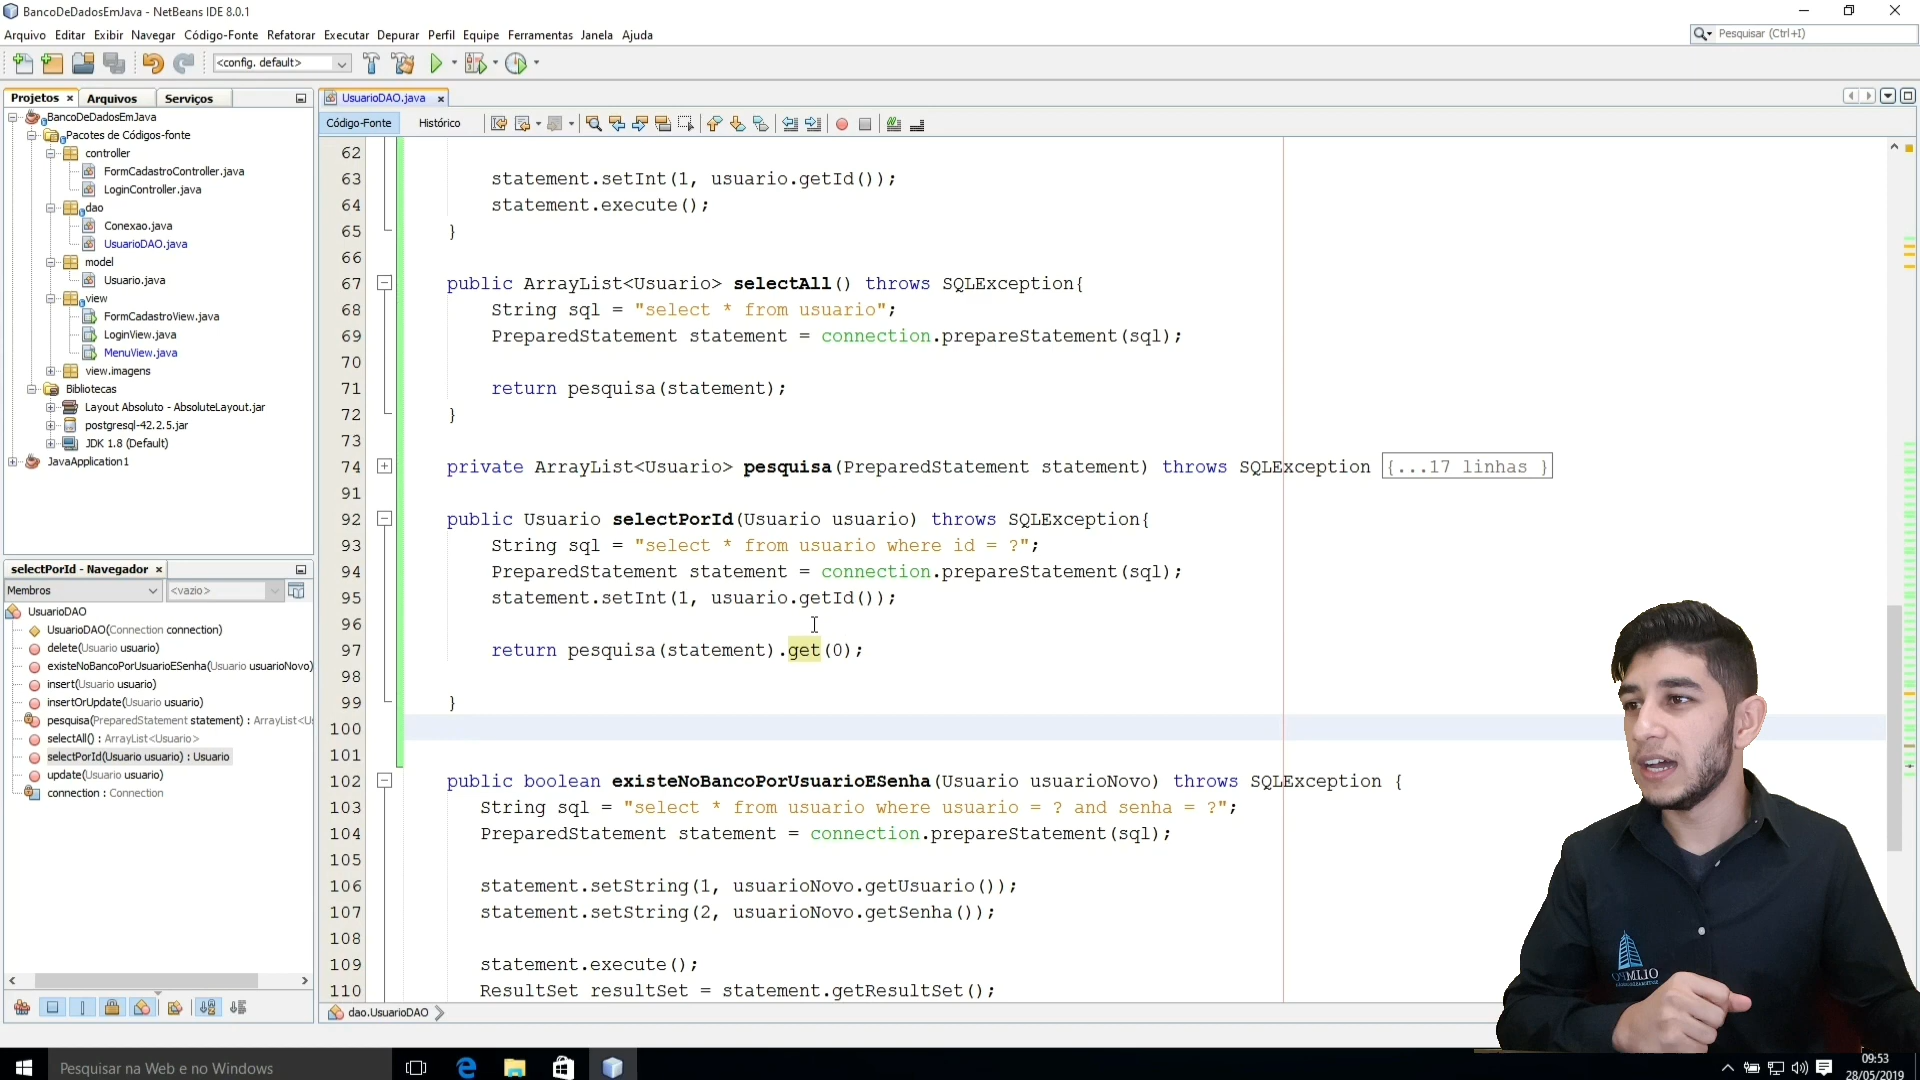 BancoDeDadosEmJava - NetBeans IDE 8.0.1
Arquivo Editar Exibir Navegar Código-Fonte Refatorar Executar Depurar Perfil Equipe Ferramentas Janela Ajuda
Pesquisar (Ctrl+I)
<config. default>
Projetos
Arquivos
Serviços
BancoDeDadosEmJava
Pacotes de Códigos-fonte
controller
FormCadastroController.java
LoginController.java
dao
Conexao.java
UsuarioDAO.java
model
Usuario.java
view
FormCadastroView.java
LoginView.java
MenuView.java
view.imagens
Bibliotecas
Layout Absoluto - AbsoluteLayout.jar
postgresql-42.2.5.jar
JDK 1.8 (Default)
JavaApplication1
selectPorId - Navegador
Membros
<vazio>
UsuarioDAO
UsuarioDAO(Connection connection)
delete(Usuario usuario)
existeNoBancoPorUsuarioESenha(Usuario usuarioNovo)
insert(Usuario usuario)
insertOrUpdate(Usuario usuario)
pesquisa(PreparedStatement statement) : ArrayList<Us
selectAll() : ArrayList<Usuario>
selectPorId(Usuario usuario) : Usuario
update(Usuario usuario)
connection : Connection
UsuarioDAO.java
Código-Fonte
Histórico
62
63 statement.setInt(1, usuario.getId());
64 statement.execute();
65 }
66
67 public ArrayList<Usuario> selectAll() throws SQLException{
68 String sql = "select * from usuario";
69 PreparedStatement statement = connection.prepareStatement(sql);
70
71 return pesquisa(statement);
72 }
73
74 private ArrayList<Usuario> pesquisa(PreparedStatement statement) throws SQLException {...17 linhas }
91
92 public Usuario selectPorId(Usuario usuario) throws SQLException{
93 String sql = "select * from usuario where id = ?";
94 PreparedStatement statement = connection.prepareStatement(sql);
95 statement.setInt(1, usuario.getId());
96
97 return pesquisa(statement).get(0);
98
99 }
100
101
102 public boolean existeNoBancoPorUsuarioESenha(Usuario usuarioNovo) throws SQLException {
103 String sql = "select * from usuario where usuario = ? and senha = ?";
104 PreparedStatement statement = connection.prepareStatement(sql);
105
106 statement.setString(1, usuarioNovo.getUsuario());
107 statement.setString(2, usuarioNovo.getSenha());
108
109 statement.execute();
110 ResultSet resultSet = statement.getResultSet();
dao.UsuarioDAO
Pesquisar na Web e no Windows
09:53
28/05/2019